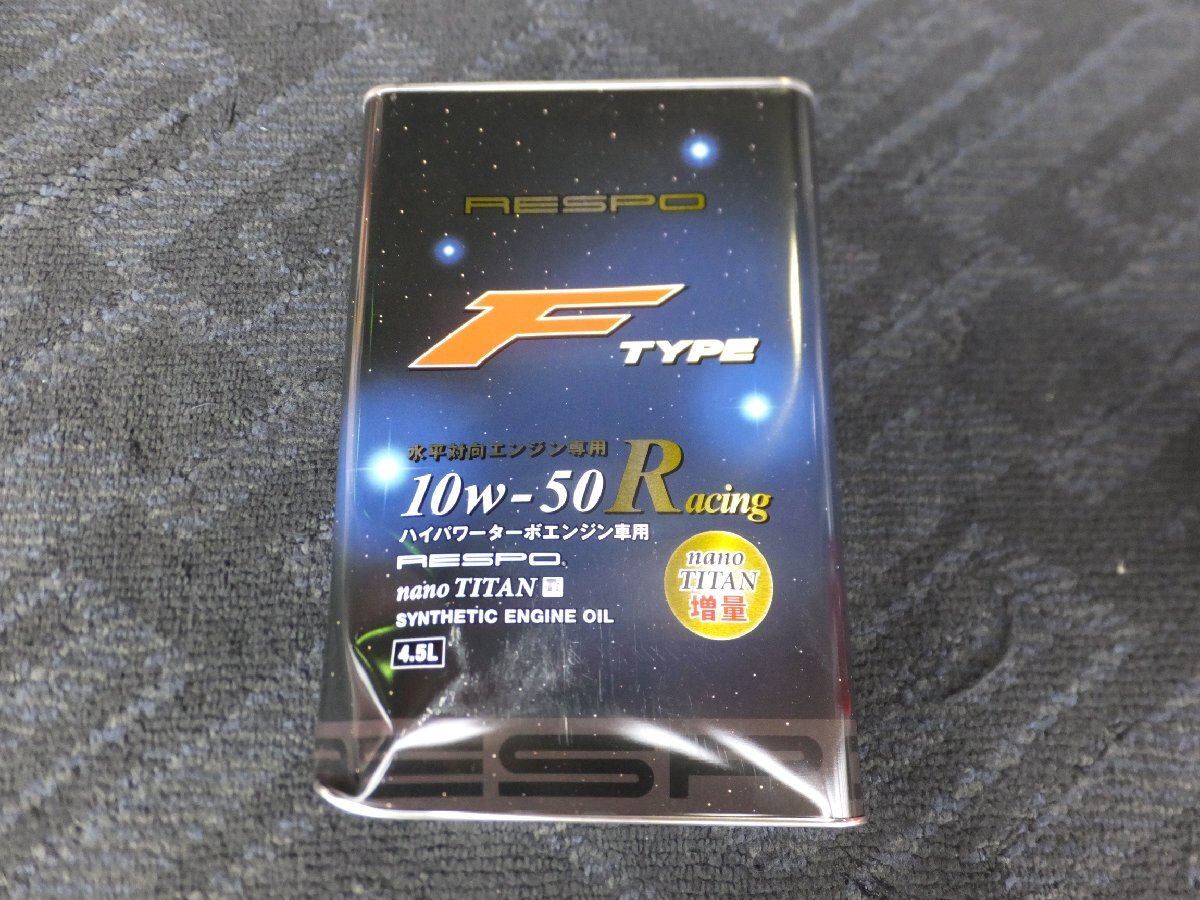 RESPO
F TYPE
水平対向エンジン専用
10w-50 Racing
ハイパワーターボエンジン車用
RESPO®
nano TITAN
SYNTHETIC ENGINE OIL
4.5L
nano
TITAN
増量
RESP